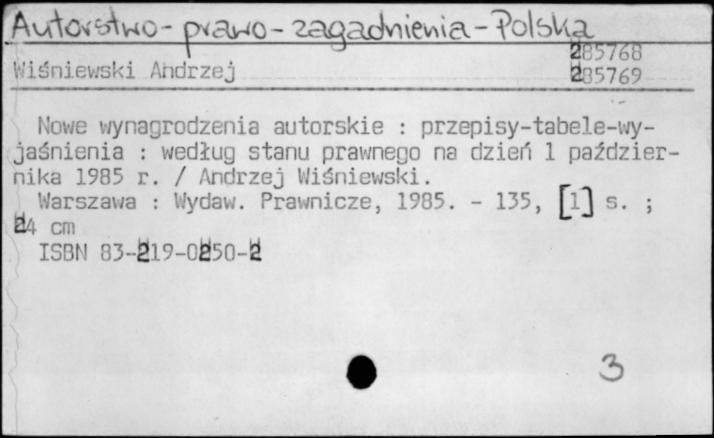 Autorstwo - prawo - zagadnienia - Polska
285768
Wiśniewski Andrzej
285769
Nowe wynagrodzenia autorskie : przepisy-tabele-wy-
jaśnienia : według stanu prawnego na dzień 1 paździer-
nika 1985 r. / Andrzej Wiśniewski.
Warszawa : Wydaw. Prawnicze, 1985. - 135, [1] s. ;
24 cm
ISBN 83-219-0250-2
3